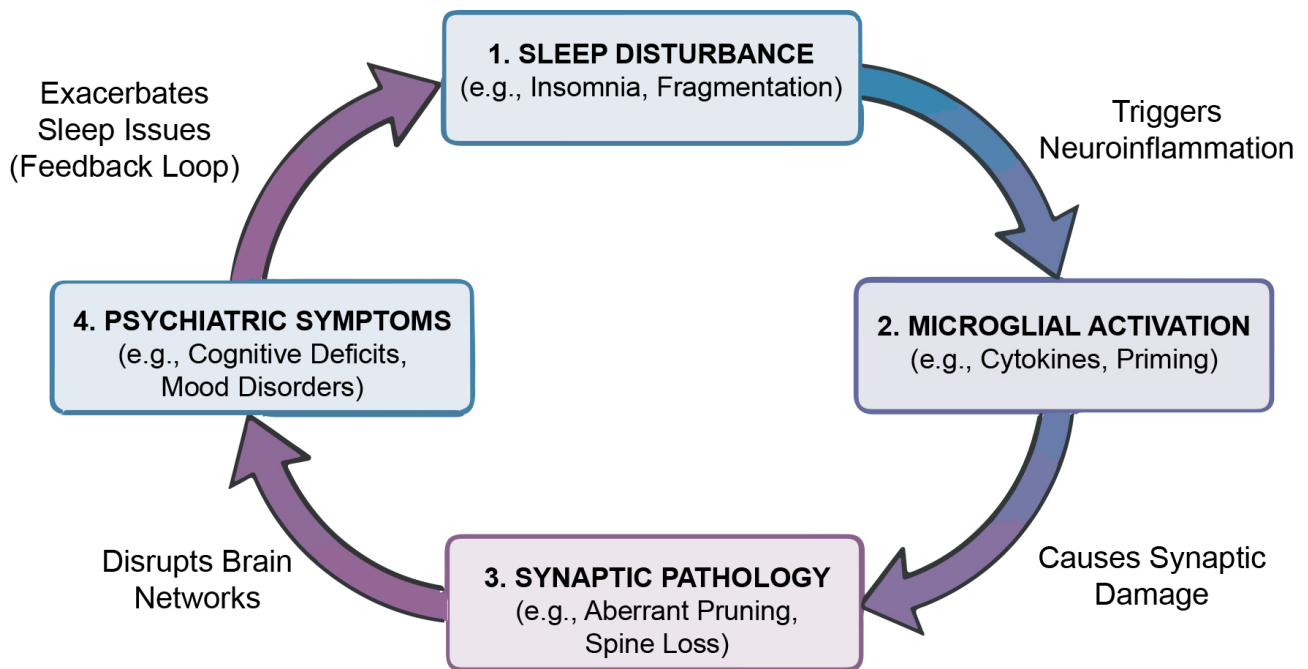 1. SLEEP DISTURBANCE
(e.g., Insomnia, Fragmentation)
Triggers
Neuroinflammation
2. MICROGLIAL ACTIVATION
(e.g., Cytokines, Priming)
Causes Synaptic
Damage
3. SYNAPTIC PATHOLOGY
(e.g., Aberrant Pruning,
Spine Loss)
Disrupts Brain
Networks
4. PSYCHIATRIC SYMPTOMS
(e.g., Cognitive Deficits,
Mood Disorders)
Exacerbates
Sleep Issues
(Feedback Loop)